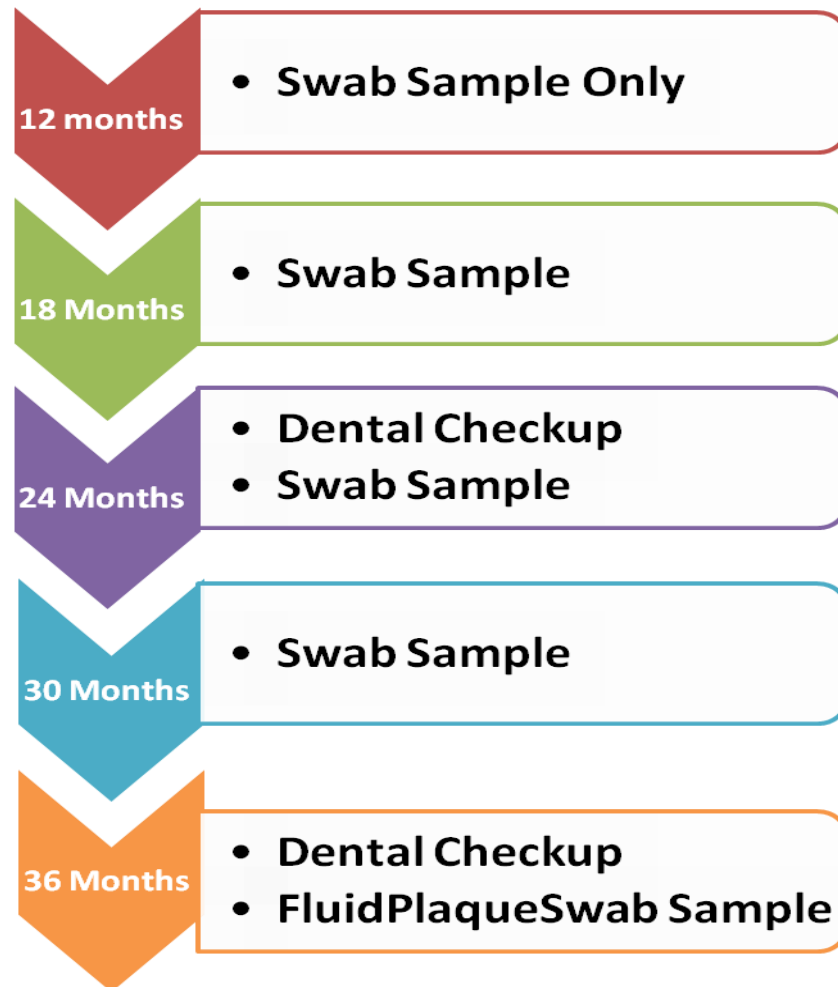 12 months
• Swab Sample Only
18 Months
• Swab Sample
24 Months
• Dental Checkup
• Swab Sample
30 Months
• Swab Sample
36 Months
• Dental Checkup
• FluidPlaqueSwab Sample